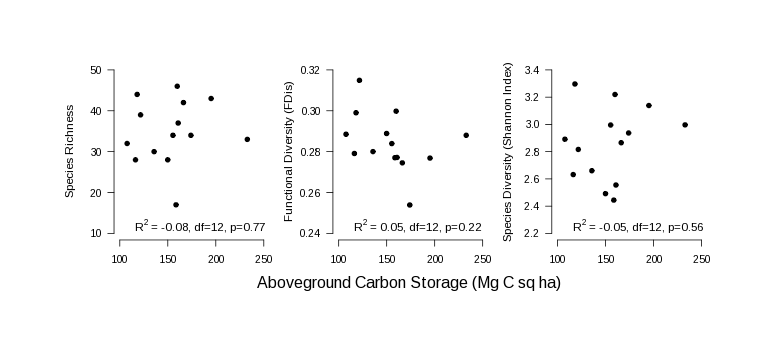 Species Richness
50
40
30
20
10
R² = -0.08, df=12, p=0.77
100 150 200 250
Functional Diversity (FDis)
0.32
0.30
0.28
0.26
0.24
R² = 0.05, df=12, p=0.22
100 150 200 250
Species Diversity (Shannon Index)
3.4
3.2
3.0
2.8
2.6
2.4
2.2
R² = -0.05, df=12, p=0.56
100 150 200 250
Aboveground Carbon Storage (Mg C sq ha)